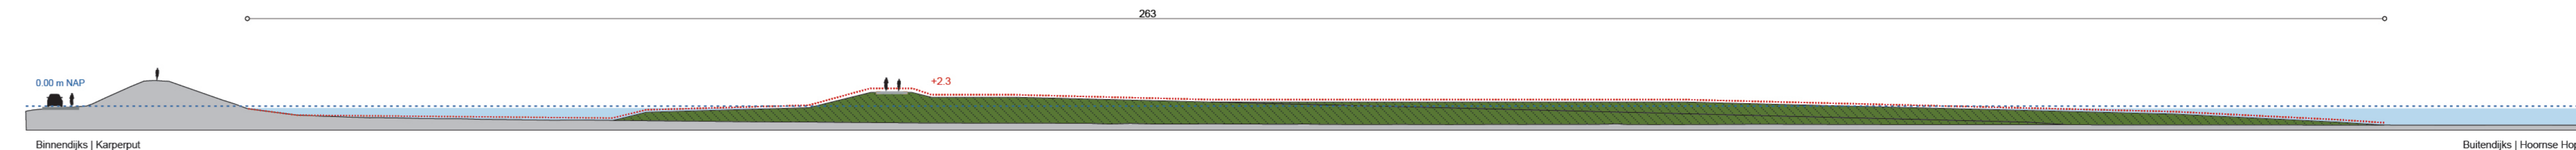 263
0.00 m NAP
+2.3
Binnendijks | Karperput
Buitendijks | Hoornse Hop